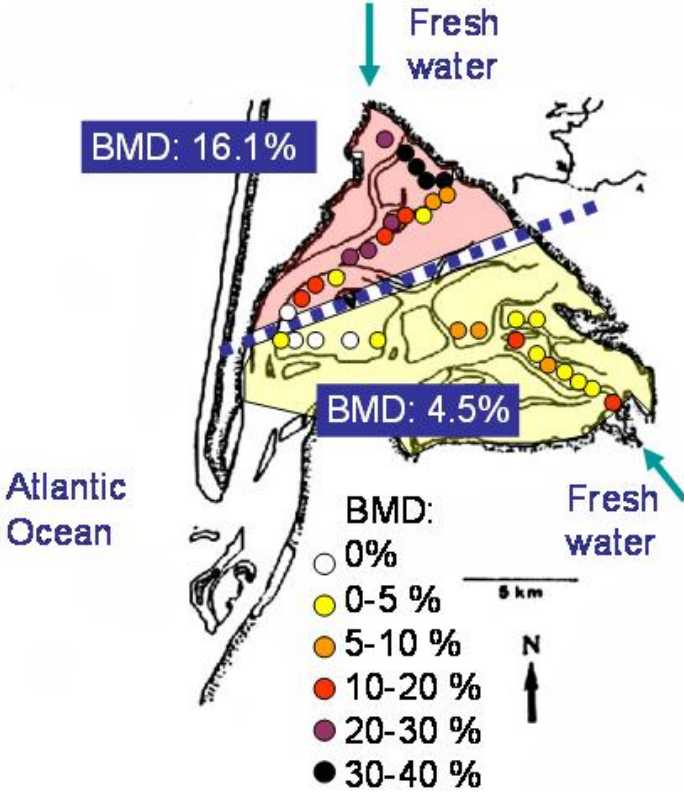 Fresh
water
BMD: 16.1%
BMD: 4.5%
Atlantic
Ocean
Fresh
water
BMD:
0%
0-5 %
5-10 %
10-20 %
20-30 %
30-40 %
5 km
N